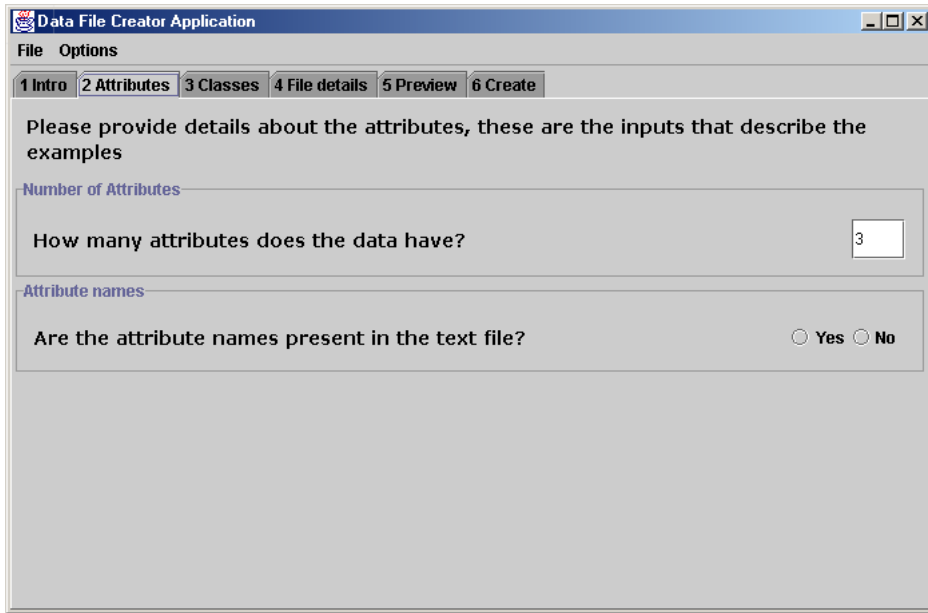 Data File Creator Application
File Options
1 Intro 2 Attributes 3 Classes 4 File details 5 Preview 6 Create
Please provide details about the attributes, these are the inputs that describe the
examples
Number of Attributes
How many attributes does the data have? 3
Attribute names
Are the attribute names present in the text file? Yes No